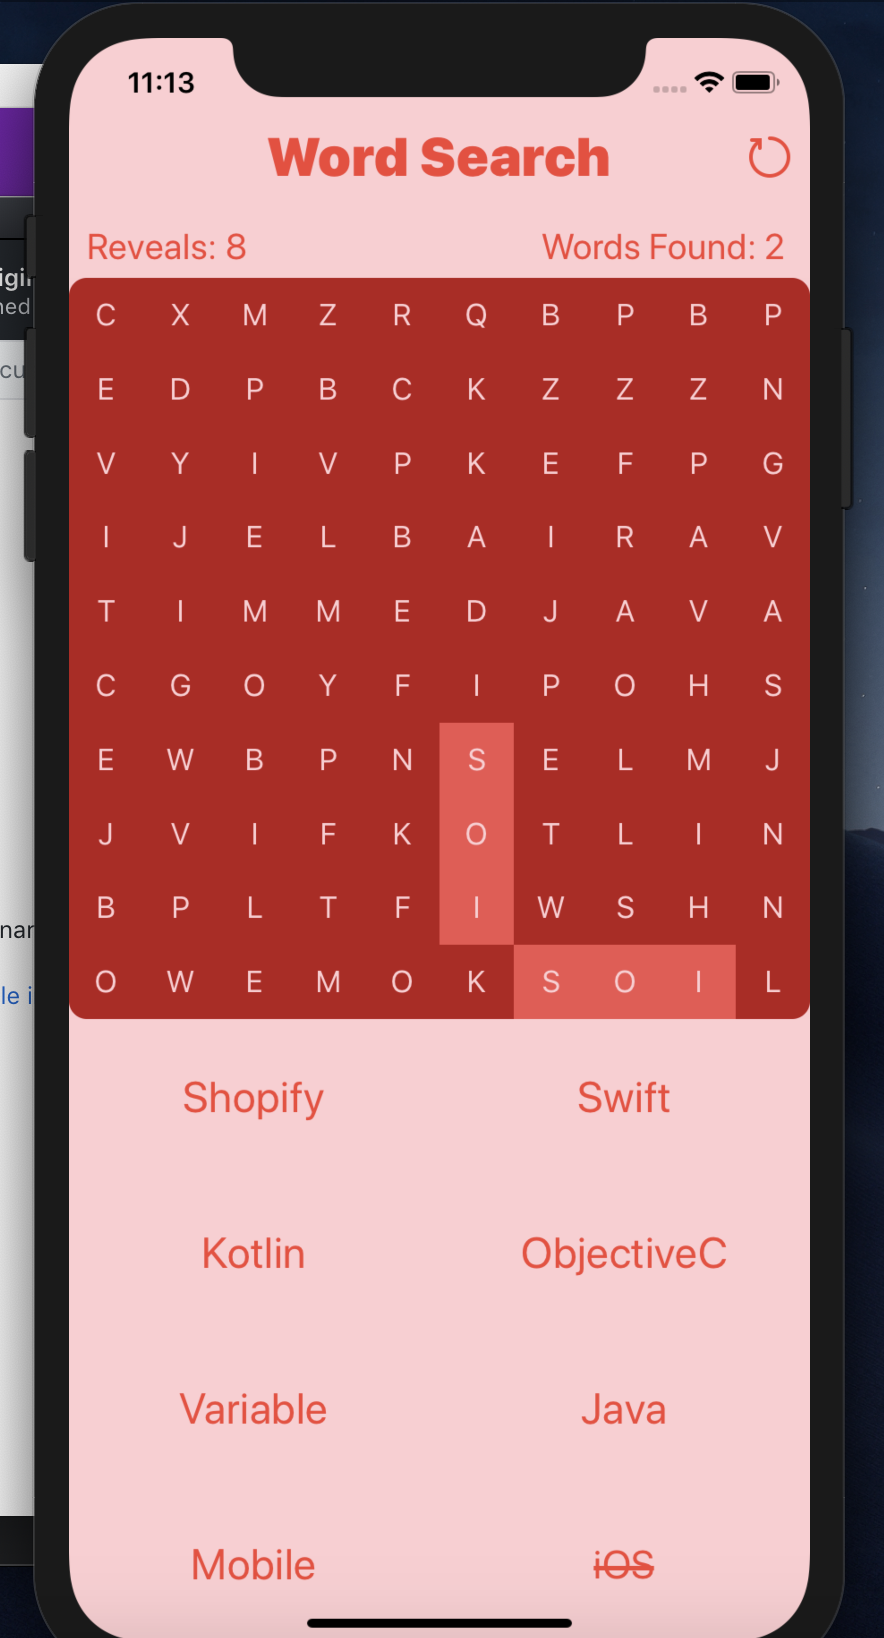 11:13
Word Search
Reveals: 8 Words Found: 2
C X M Z R Q B P B P
E D P B C K Z Z Z N
V Y I V P K E F P G
I J E L B A I R A V
T I M M E D J A V A
C G O Y F I P O H S
E W B P N S E L M J
J V I F K O T L I N
B P L T F I W S H N
O W E M O K S O I L
Shopify Swift
Kotlin ObjectiveC
Variable Java
Mobile iOS
igi
ned
cu
nar
le i